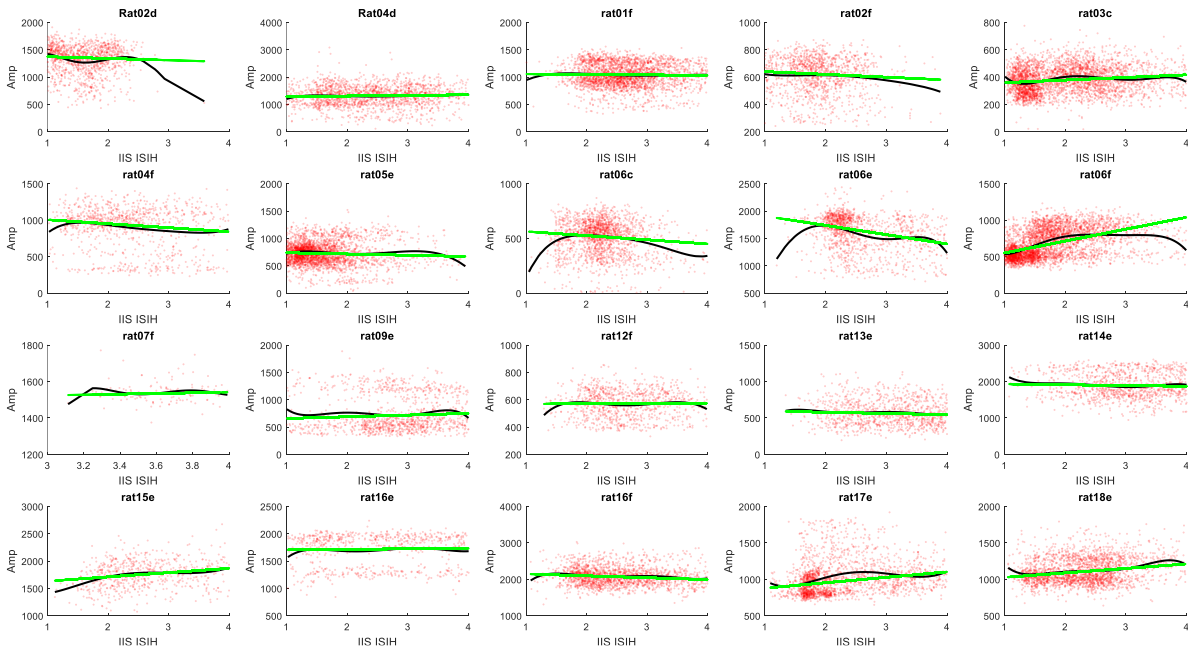 Rat02d
Rat04d
rat01f
rat02f
rat03c
2000
1500
1000
500
0
Amp
1
2
3
4
IIS ISIH
4000
3000
2000
1000
0
Amp
1
2
3
4
IIS ISIH
2000
1500
1000
500
0
Amp
1
2
3
4
IIS ISIH
1000
800
600
400
200
Amp
1
2
3
4
IIS ISIH
800
600
400
200
0
Amp
1
2
3
4
IIS ISIH
rat04f
rat05e
rat06c
rat06e
rat06f
1500
1000
500
0
Amp
1
2
3
4
IIS ISIH
2000
1500
1000
500
0
Amp
1
2
3
4
IIS ISIH
1000
500
0
Amp
1
2
3
4
IIS ISIH
2500
2000
1500
1000
500
Amp
1
2
3
4
IIS ISIH
1500
1000
500
0
Amp
1
2
3
4
IIS ISIH
rat07f
rat09e
rat12f
rat13e
rat14e
1800
1600
1400
1200
Amp
3
3.2
3.4
3.6
3.8
4
IIS ISIH
2000
1500
1000
500
0
Amp
1
2
3
4
IIS ISIH
1000
800
600
400
200
Amp
1
2
3
4
IIS ISIH
1500
1000
500
0
Amp
1
2
3
4
IIS ISIH
3000
2000
1000
0
Amp
1
2
3
4
IIS ISIH
rat15e
rat16e
rat16f
rat17e
rat18e
3000
2500
2000
1500
1000
Amp
1
2
3
4
IIS ISIH
2500
2000
1500
1000
500
Amp
1
2
3
4
IIS ISIH
4000
3000
2000
1000
Amp
1
2
3
4
IIS ISIH
2000
1500
1000
500
Amp
1
2
3
4
IIS ISIH
2000
1500
1000
500
0
Amp
1
2
3
4
IIS ISIH